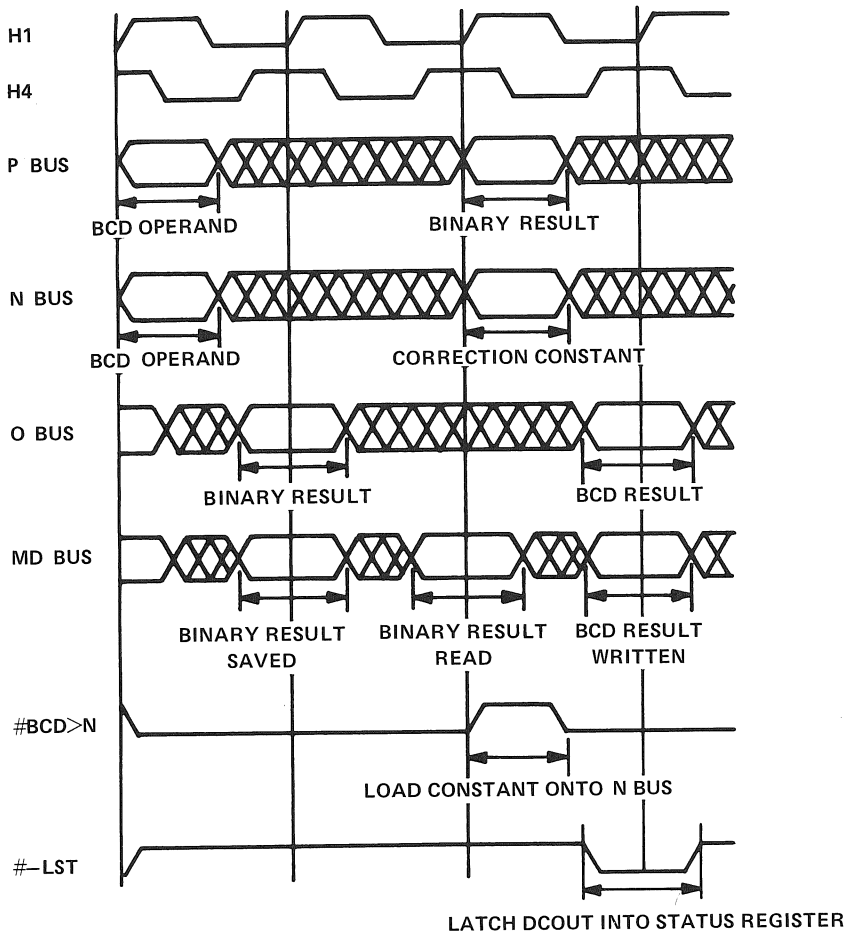 H1
H4
P BUS
BCD OPERAND
BINARY RESULT
N BUS
BCD OPERAND
CORRECTION CONSTANT
O BUS
BINARY RESULT
BCD RESULT
MD BUS
BINARY RESULT
SAVED
BINARY RESULT
READ
BCD RESULT
WRITTEN
#BCD>N
LOAD CONSTANT ONTO N BUS
#—LST
LATCH DCOUT INTO STATUS REGISTER